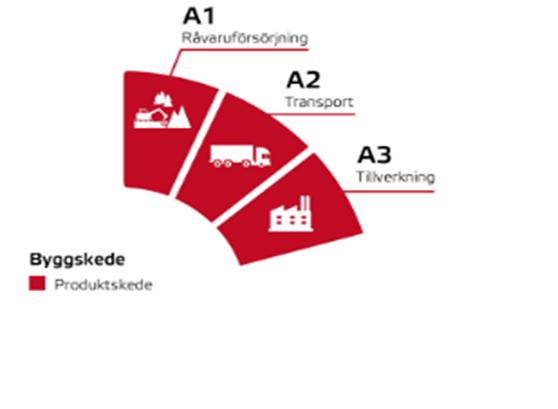 A1
Råvaruförsörjning
A2
Transport
A3
Tillverkning
Byggskede
Produktskede